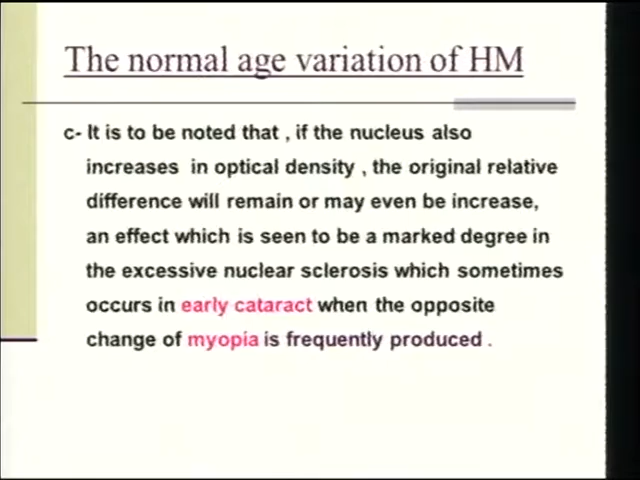 The normal age variation of HM
c- It is to be noted that , if the nucleus also
increases in optical density , the original relative
difference will remain or may even be increase,
an effect which is seen to be a marked degree in
the excessive nuclear sclerosis which sometimes
occurs in early cataract when the opposite
change of myopia is frequently produced .